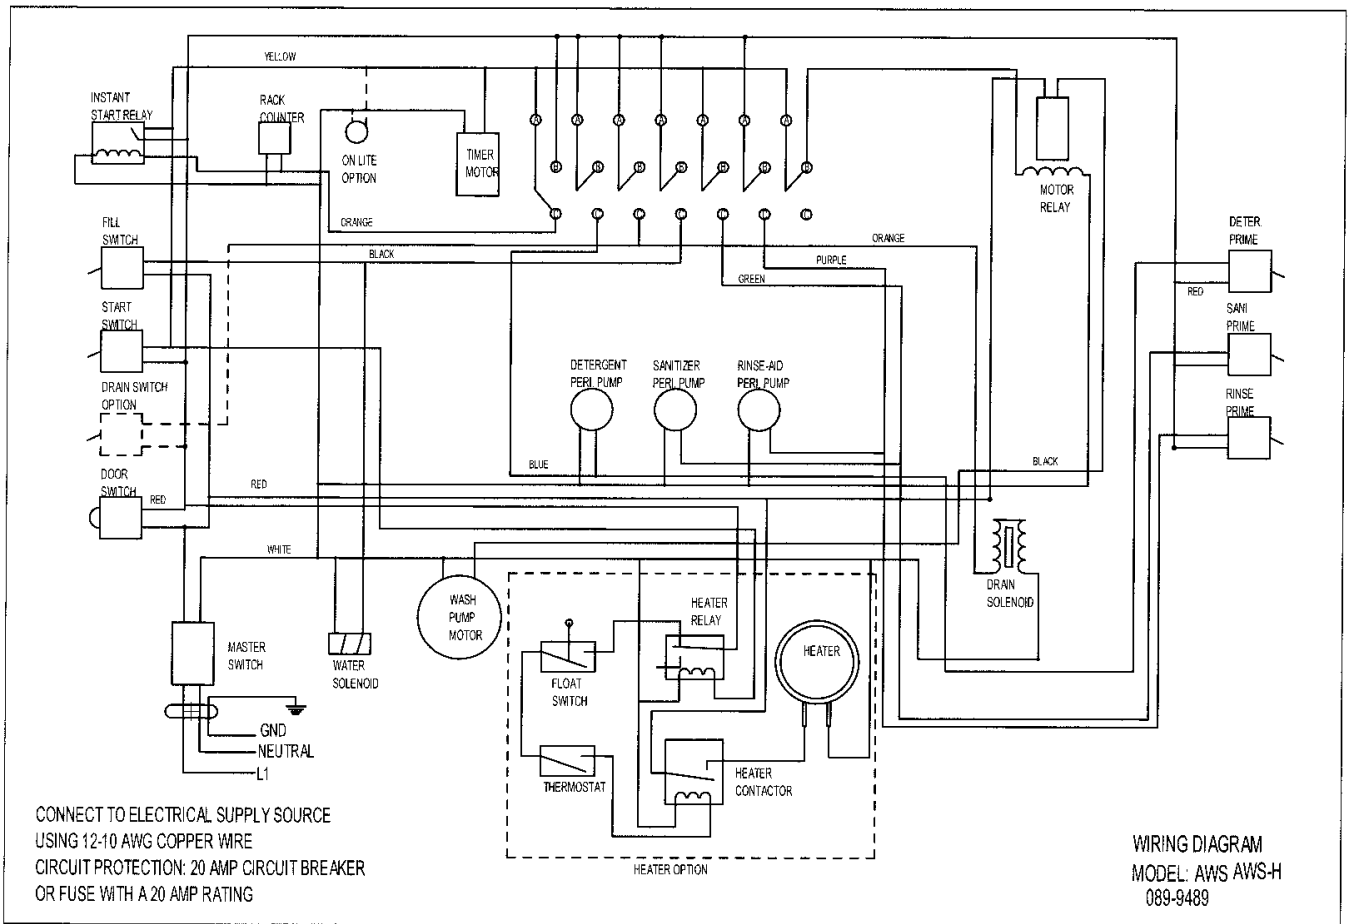 YELLOW
INSTANT
START RELAY
RACK
COUNTER
ON LITE
OPTION
TIMER
MOTOR
A A A A A A A
B B B B B B B
C C C C C C C
MOTOR
RELAY
ORANGE
FILL
SWITCH
BLACK
ORANGE
PURPLE
GREEN
DETER.
PRIME
RED
SANI
PRIME
START
SWITCH
DETERGENT
PERI. PUMP
SANITIZER
PERI. PUMP
RINSE-AID
PERI. PUMP
DRAIN SWITCH
OPTION
RINSE
PRIME
DOOR
SWITCH
RED
RED
BLUE
BLACK
WHITE
DRAIN
SOLENOID
WASH
PUMP
MOTOR
HEATER
RELAY
HEATER
MASTER
SWITCH
WATER
SOLENOID
FLOAT
SWITCH
GND
NEUTRAL
L1
THERMOSTAT
HEATER
CONTACTOR
HEATER OPTION
CONNECT TO ELECTRICAL SUPPLY SOURCE
USING 12-10 AWG COPPER WIRE
CIRCUIT PROTECTION: 20 AMP CIRCUIT BREAKER
OR FUSE WITH A 20 AMP RATING
WIRING DIAGRAM
MODEL: AWS AWS-H
089-9489